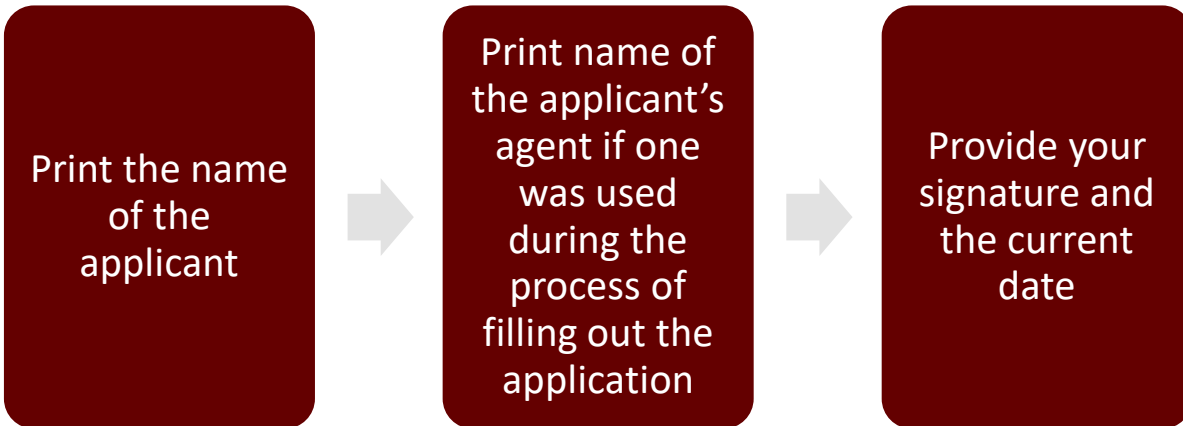 Print the name
of the
applicant
Print name of
the applicant’s
agent if one
was used
during the
process of
filling out the
application
Provide your
signature and
the current
date